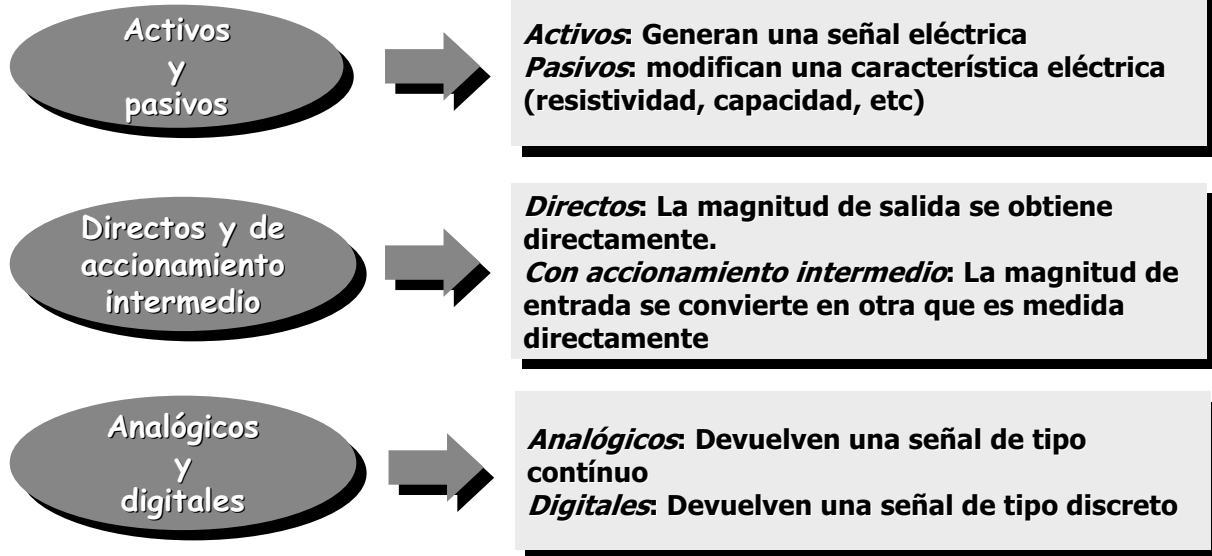 Activos
y
pasivos
Activos: Generan una señal eléctrica
Pasivos: modifican una característica eléctrica
(resistividad, capacidad, etc)
Directos y de
accionamiento
intermedio
Directos: La magnitud de salida se obtiene
directamente.
Con accionamiento intermedio: La magnitud de
entrada se convierte en otra que es medida
directamente
Analógicos
y
digitales
Analógicos: Devuelven una señal de tipo
contínuo
Digitales: Devuelven una señal de tipo discreto